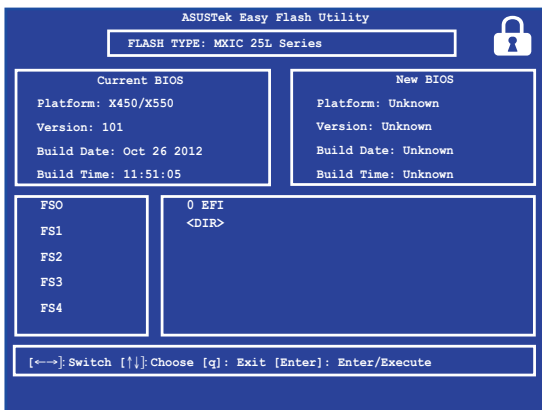 ASUSTek Easy Flash Utility
FLASH TYPE: MXIC 25L Series
Current BIOS
Platform: X450/X550
Version: 101
Build Date: Oct 26 2012
Build Time: 11:51:05
New BIOS
Platform: Unknown
Version: Unknown
Build Date: Unknown
Build Time: Unknown
FSO
FS1
FS2
FS3
FS4
0 EFI
<DIR>
[←→]: Switch [↑↓]: Choose [q]: Exit [Enter]: Enter/Execute